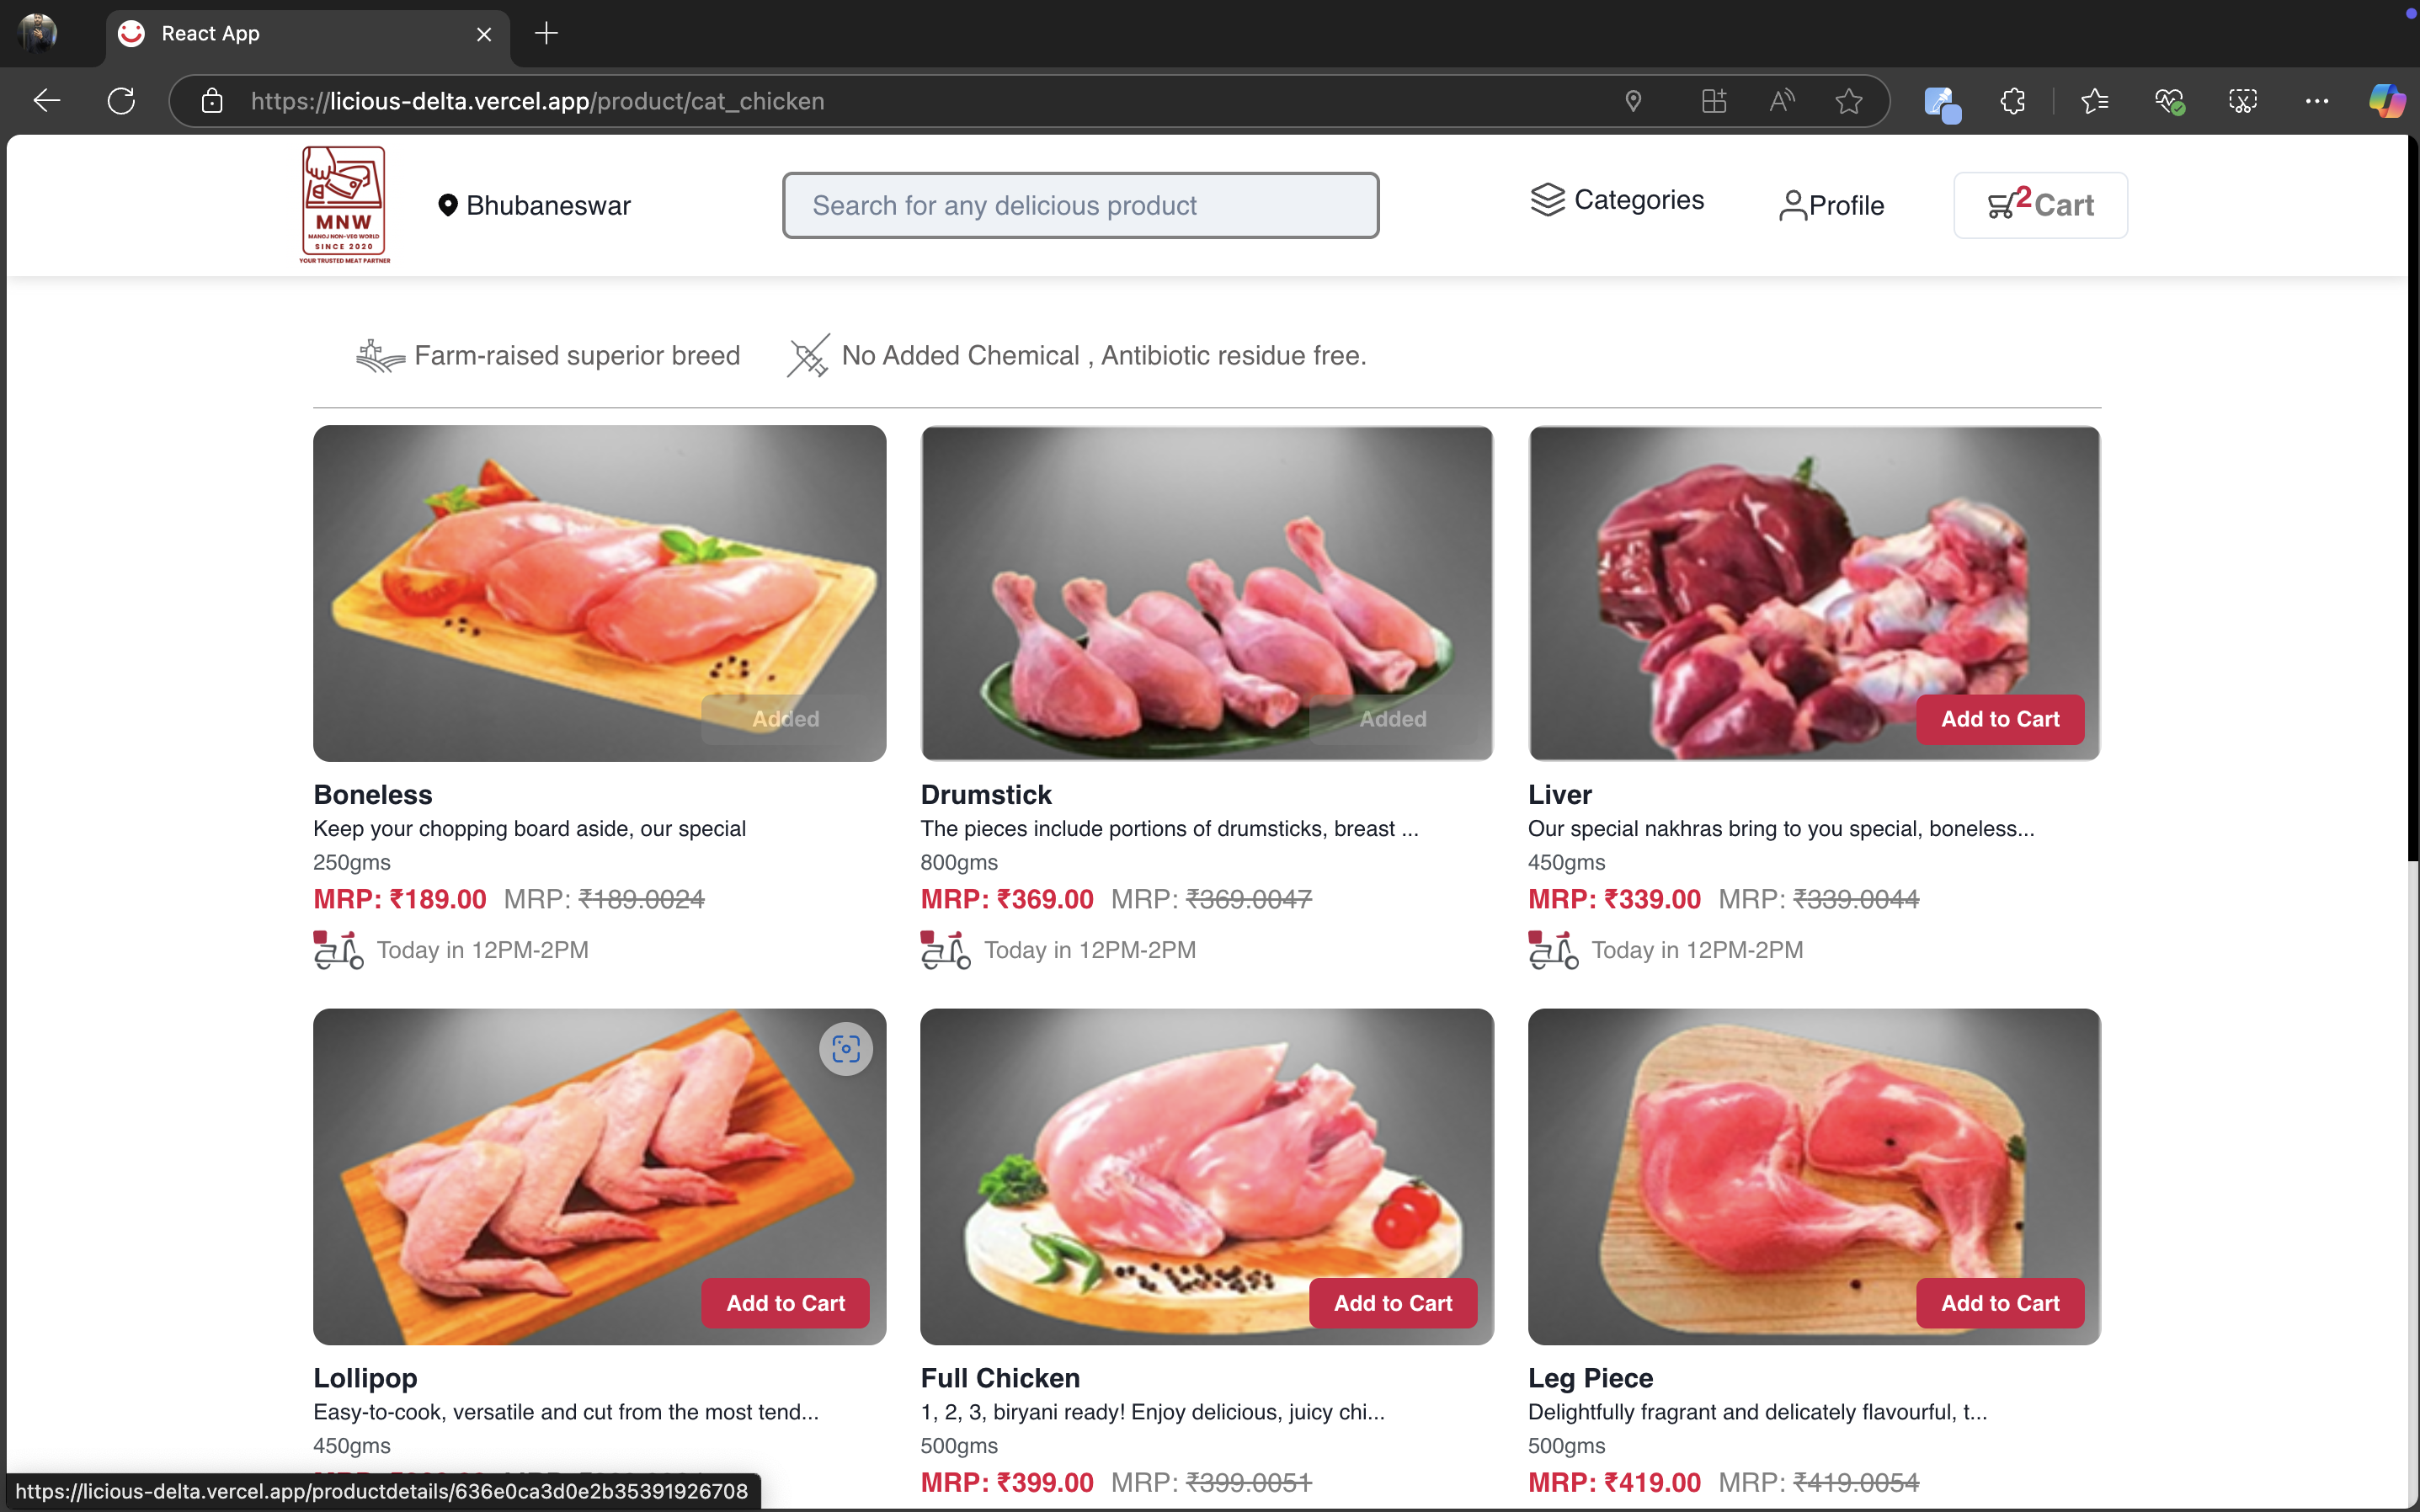 React App
https://licious-delta.vercel.app/product/cat_chicken
MNW
MANOJ NON-VEG WORLD
SINCE 2020
YOUR TRUSTED MEAT PARTNER
Bhubaneswar
Search for any delicious product
Categories
Profile
2 Cart
Farm-raised superior breed
No Added Chemical , Antibiotic residue free.
Added
Added
Add to Cart
Boneless
Keep your chopping board aside, our special
250gms
MRP: ₹189.00 MRP: ₹189.0024
Today in 12PM-2PM
Drumstick
The pieces include portions of drumsticks, breast ...
800gms
MRP: ₹369.00 MRP: ₹369.0047
Today in 12PM-2PM
Liver
Our special nakhras bring to you special, boneless...
450gms
MRP: ₹339.00 MRP: ₹339.0044
Today in 12PM-2PM
Add to Cart
Add to Cart
Add to Cart
Lollipop
Easy-to-cook, versatile and cut from the most tend...
450gms
Full Chicken
1, 2, 3, biryani ready! Enjoy delicious, juicy chi...
500gms
MRP: ₹399.00 MRP: ₹399.0051
Leg Piece
Delightfully fragrant and delicately flavourful, t...
500gms
MRP: ₹419.00 MRP: ₹419.0054
https://licious-delta.vercel.app/productdetails/636e0ca3d0e2b35391926708